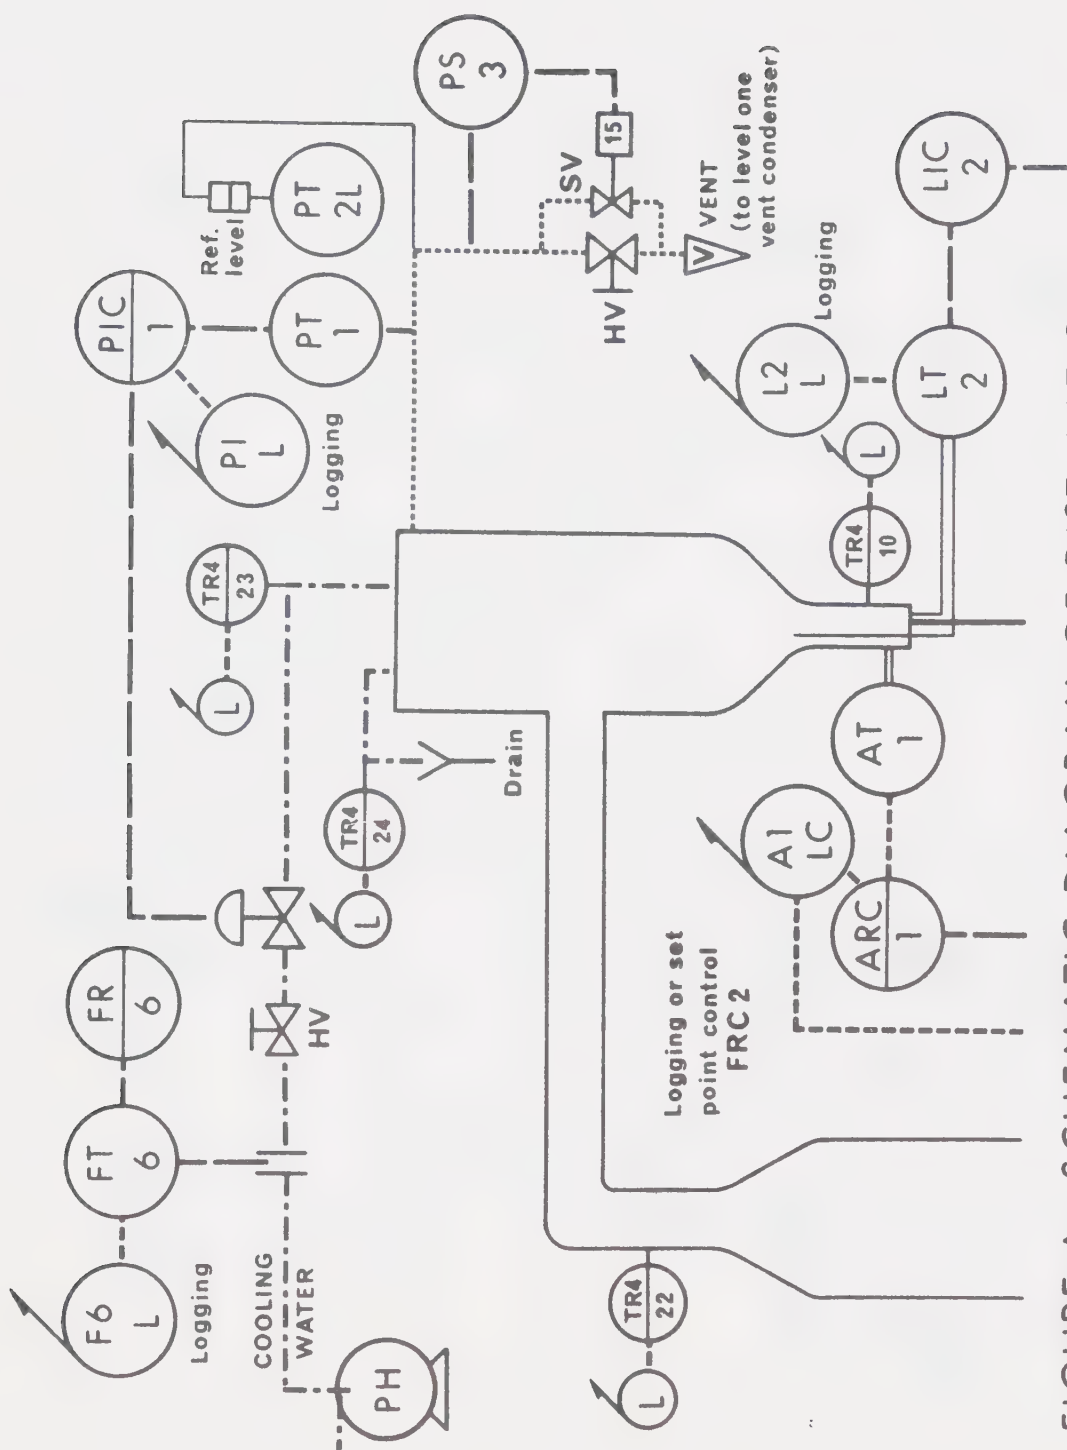 PS
3
15
SV
VENT
(to level one
vent condenser)
HV
V
Ref.
level
PT
2L
PIC
1
PT
1
PI
L
Logging
LIC
2
Logging
L2
L
LT
2
L
TR4
10
TR4
23
L
TR4
24
L
Drain
AT
1
A1
LC
ARC
1
Logging or set
point control
FRC 2
FR
6
HV
FT
6
F6
L
Logging
COOLING
WATER
PH
TR4
22
L